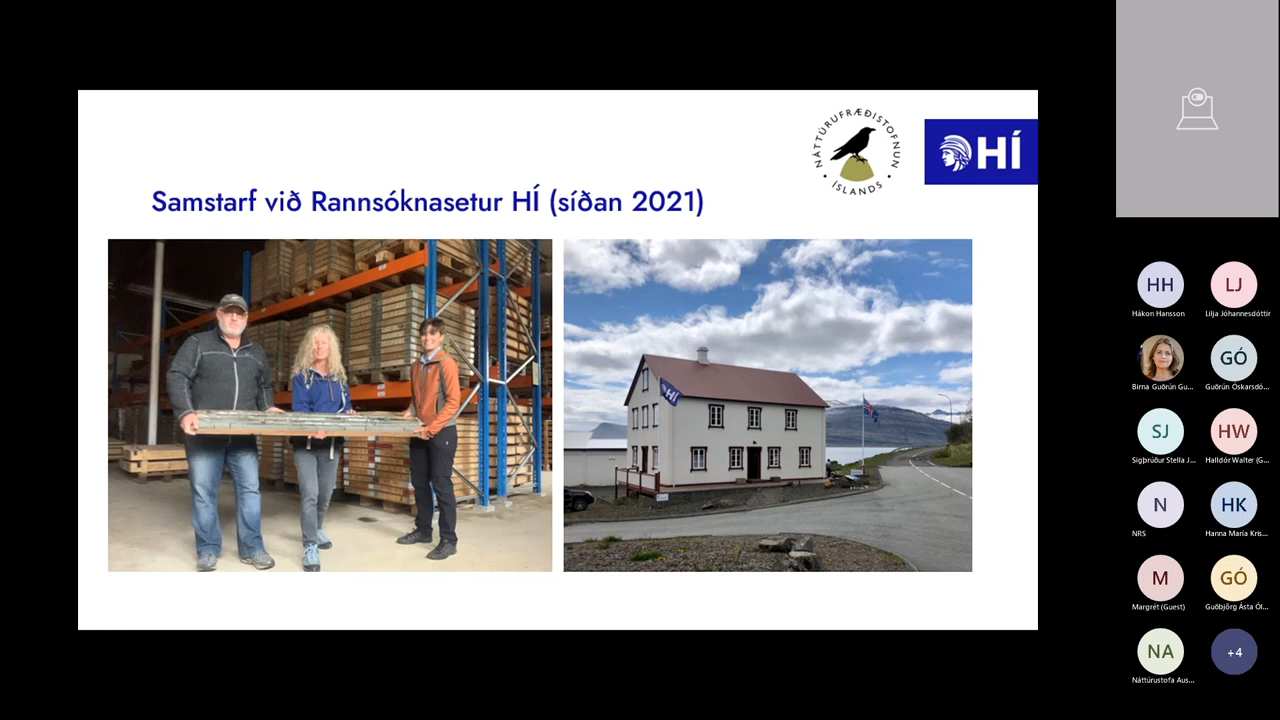 NÁTTÚRUFRÆÐISTOFNUN
• ÍSLANDS •
HÍ
Samstarf við Rannsóknasetur HÍ (síðan 2021)
HÍ
HH
Hákon Hansson
LJ
Lilja Jóhannesdóttir
Birna Guðrún Gu...
GÓ
Guðrún Óskarsdó...
SJ
Sigþrúður Stella J...
HW
Halldór Walter (G...
N
NRS
HK
Hanna María Kris...
M
Margrét (Guest)
GÓ
Guðbjörg Ásta Ól...
NA
Náttúrustofa Aus...
+4